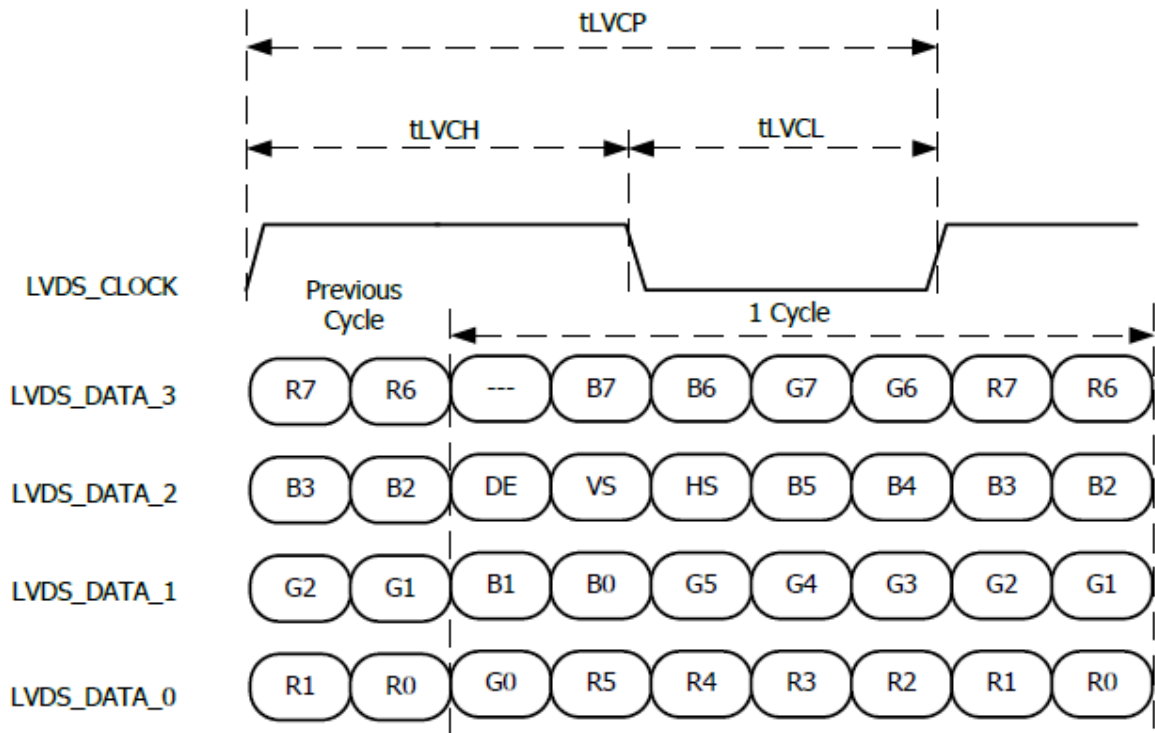 tLVCP
tLVCH tLVCL
LVDS_CLOCK
Previous
Cycle
1 Cycle
LVDS_DATA_3 R7 R6 --- B7 B6 G7 G6 R7 R6
LVDS_DATA_2 B3 B2 DE VS HS B5 B4 B3 B2
LVDS_DATA_1 G2 G1 B1 B0 G5 G4 G3 G2 G1
LVDS_DATA_0 R1 R0 G0 R5 R4 R3 R2 R1 R0